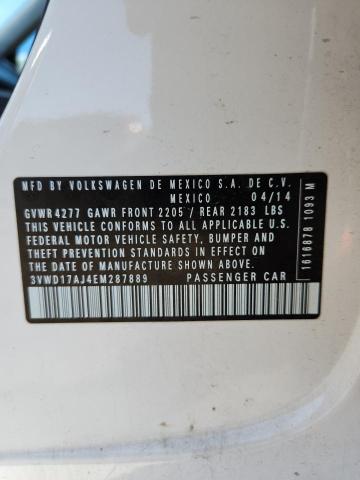 MFD BY VOLKSWAGEN DE MEXICO S.A. DE C.V.
MEXICO 04/14
GVWR 4277 GAWR FRONT 2205 / REAR 2183 LBS
THIS VEHICLE CONFORMS TO ALL APPLICABLE U.S.
FEDERAL MOTOR VEHICLE SAFETY, BUMPER AND
THEFT PREVENTION STANDARDS IN EFFECT
ON THE DATE OF MANUFACTURE SHOWN ABOVE.
3VWD17AJ4EM287889 PASSENGER CAR
1616878 1093 M